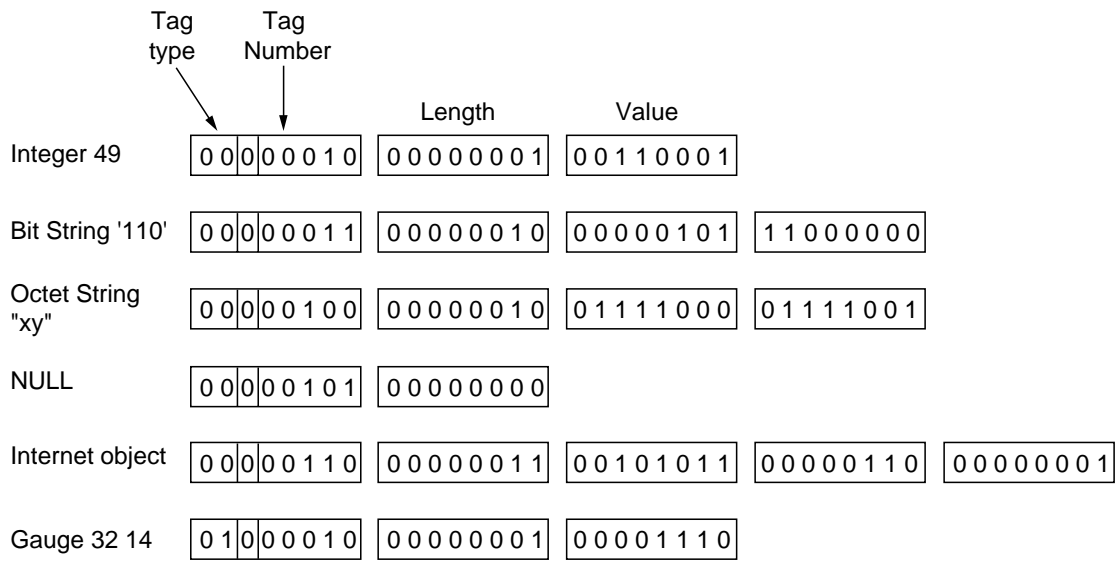 Tag
type
Tag
Number
Length Value
Integer 49 0 0 0 0 0 0 1 0 0 0 0 0 0 0 0 1 0 0 1 1 0 0 0 1
Bit String '110' 0 0 0 0 0 0 1 1 0 0 0 0 0 0 1 0 0 0 0 0 0 1 0 1 1 1 0 0 0 0 0 0
Octet String
"xy" 0 0 0 0 0 1 0 0 0 0 0 0 0 0 1 0 0 1 1 1 1 0 0 0 0 1 1 1 1 0 0 1
NULL 0 0 0 0 0 1 0 1 0 0 0 0 0 0 0 0
Internet object 0 0 0 0 0 1 1 0 0 0 0 0 0 0 1 1 0 0 1 0 1 0 1 1 0 0 0 0 0 1 1 0 0 0 0 0 0 0 0 1
Gauge 32 14 0 1 0 0 0 0 1 0 0 0 0 0 0 0 0 1 0 0 0 0 1 1 1 0